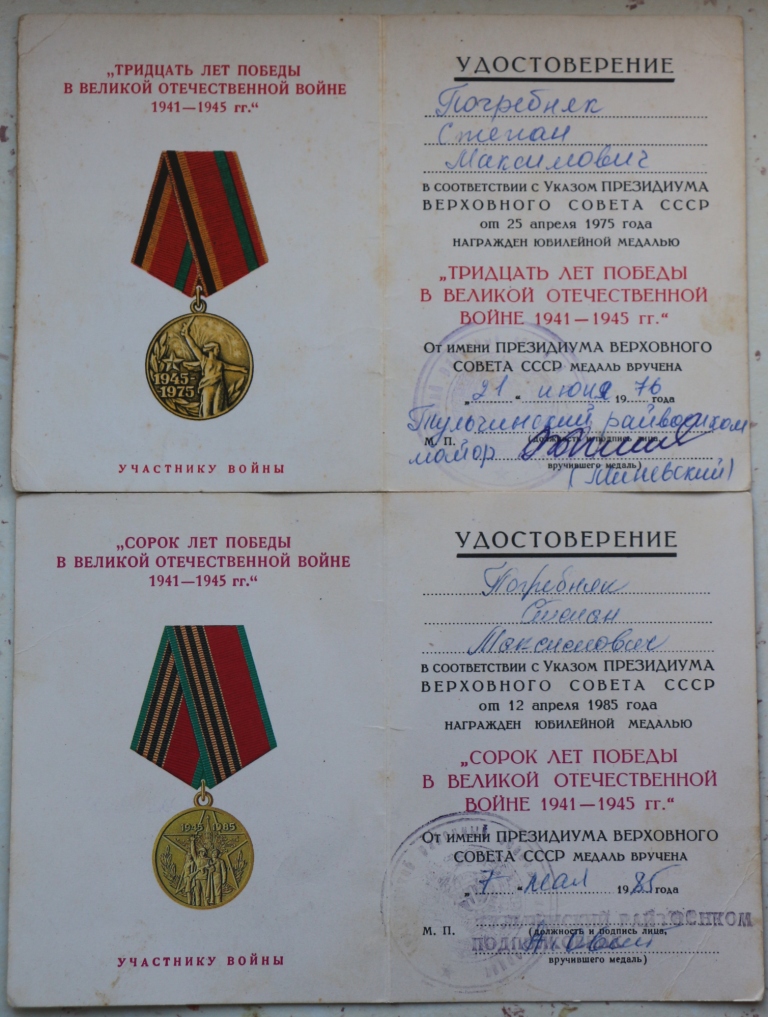 „ТРИДЦАТЬ ЛЕТ ПОБЕДЫ
В ВЕЛИКОЙ ОТЕЧЕСТВЕННОЙ ВОЙНЕ
1941—1945 гг.“
1945-
-1975
УЧАСТНИКУ ВОЙНЫ
УДОСТОВЕРЕНИЕ
Погребняк
Степан
Максимович
В СООТВЕТСТВИИ С УКАЗОМ ПРЕЗИДИУМА
ВЕРХОВНОГО СОВЕТА СССР
от 25 апреля 1975 года
НАГРАЖДЕН ЮБИЛЕЙНОЙ МЕДАЛЬЮ
„ТРИДЦАТЬ ЛЕТ ПОБЕДЫ
В ВЕЛИКОЙ ОТЕЧЕСТВЕННОЙ
ВОЙНЕ 1941—1945 гг.“
ОТ ИМЕНИ ПРЕЗИДИУМА ВЕРХОВНОГО
СОВЕТА СССР МЕДАЛЬ ВРУЧЕНА
„21“ июня 1976 года
Тульчинский райвоенком
М. П. (должность и подпись лица,
майор
вручившего медаль)
„СОРОК ЛЕТ ПОБЕДЫ
В ВЕЛИКОЙ ОТЕЧЕСТВЕННОЙ ВОЙНЕ
1941—1945 гг.“
1945 1985
УЧАСТНИКУ ВОЙНЫ
УДОСТОВЕРЕНИЕ
Погребняк
Степан
Максимович
В СООТВЕТСТВИИ С УКАЗОМ ПРЕЗИДИУМА
ВЕРХОВНОГО СОВЕТА СССР
от 12 апреля 1985 года
НАГРАЖДЕН ЮБИЛЕЙНОЙ МЕДАЛЬЮ
„СОРОК ЛЕТ ПОБЕДЫ
В ВЕЛИКОЙ ОТЕЧЕСТВЕННОЙ
ВОЙНЕ 1941—1945 гг.“
ОТ ИМЕНИ ПРЕЗИДИУМА ВЕРХОВНОГО
СОВЕТА СССР МЕДАЛЬ ВРУЧЕНА
„7“ мая 1985 года
М. П. (должность и подпись лица,
вручившего медаль)